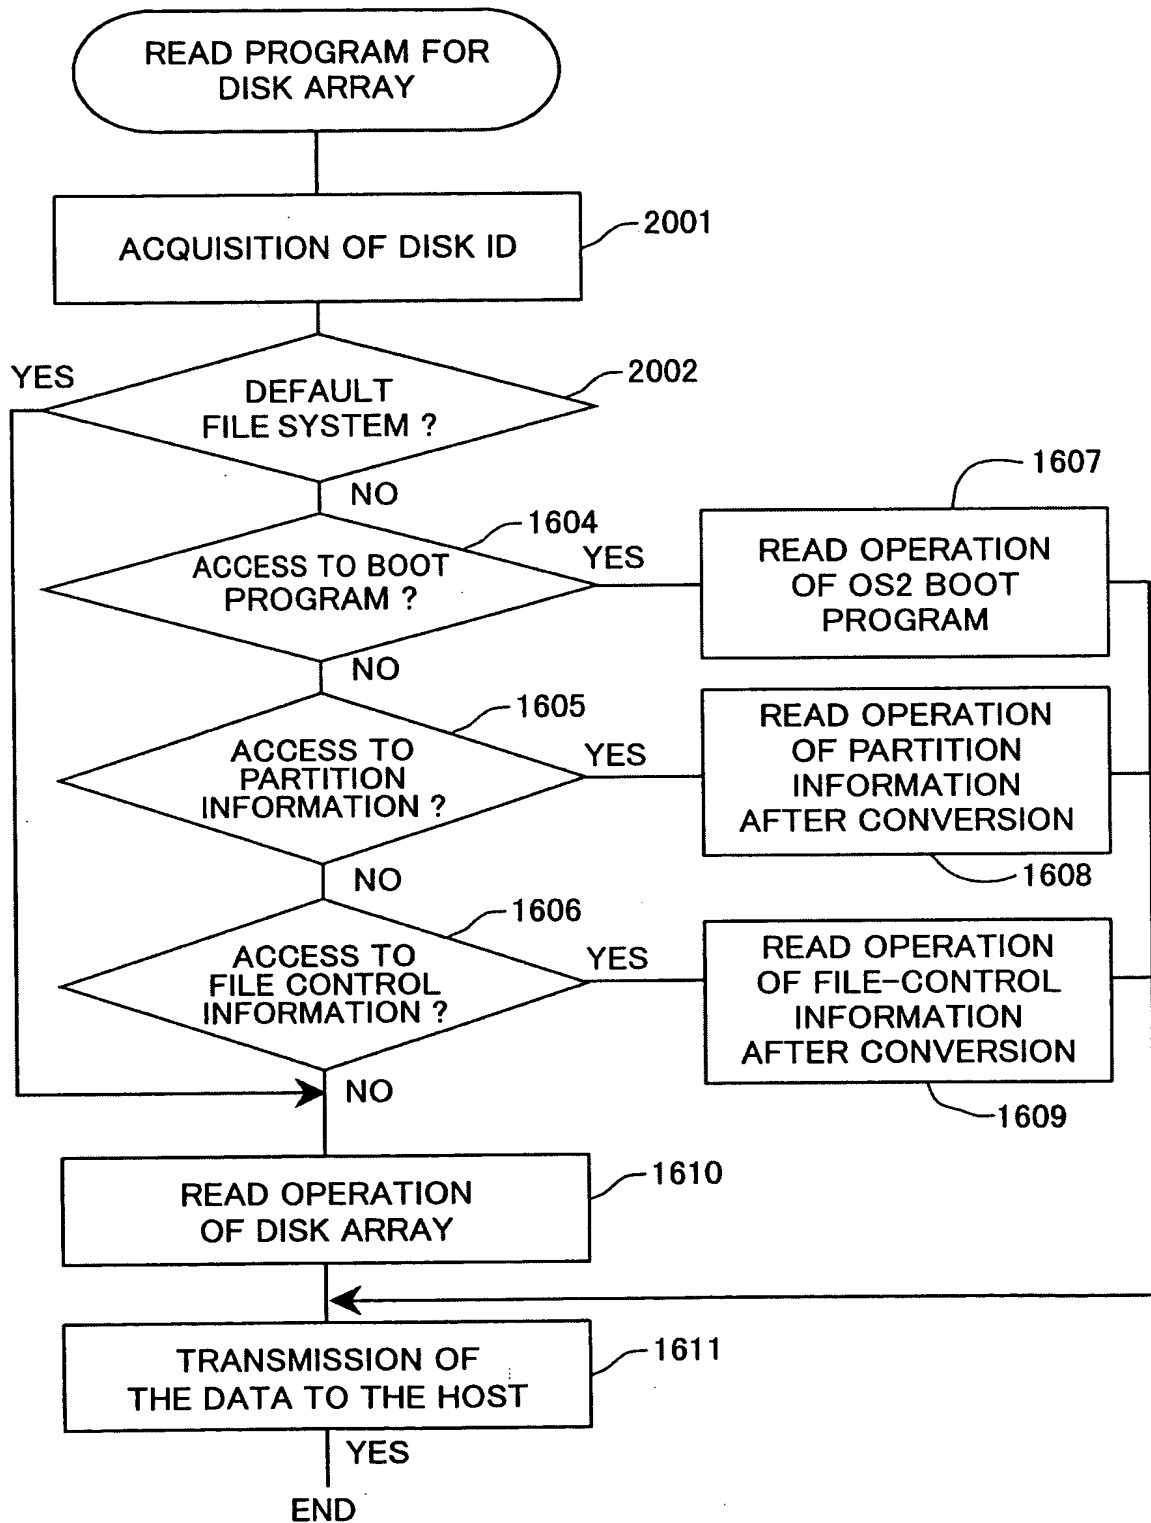 READ PROGRAM FOR
DISK ARRAY
ACQUISITION OF DISK ID
2001
YES
DEFAULT
FILE SYSTEM ?
2002
NO
1604
ACCESS TO BOOT
PROGRAM ?
YES
1607
READ OPERATION
OF OS2 BOOT
PROGRAM
NO
1605
ACCESS TO
PARTITION
INFORMATION ?
YES
READ OPERATION
OF PARTITION
INFORMATION
AFTER CONVERSION
1608
NO
1606
ACCESS TO
FILE CONTROL
INFORMATION ?
YES
READ OPERATION
OF FILE-CONTROL
INFORMATION
AFTER CONVERSION
1609
NO
READ OPERATION
OF DISK ARRAY
1610
TRANSMISSION OF
THE DATA TO THE HOST
1611
YES
END